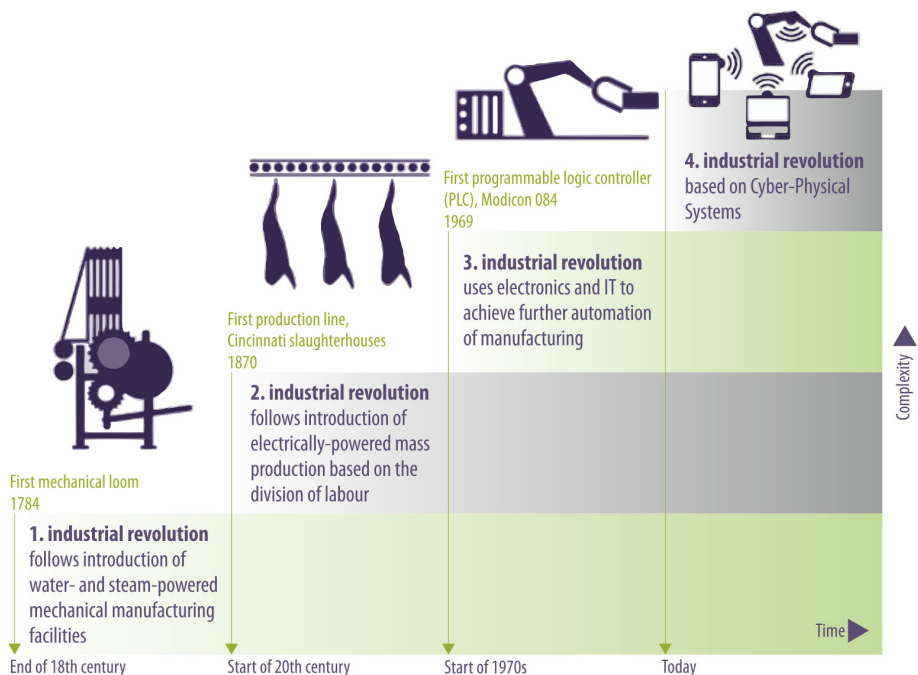 First mechanical loom
1784
1. industrial revolution
follows introduction of
water- and steam-powered
mechanical manufacturing
facilities
End of 18th century
First production line,
Cincinnati slaughterhouses
1870
2. industrial revolution
follows introduction of
electrically-powered mass
production based on the
division of labour
Start of 20th century
First programmable logic controller
(PLC), Modicon 084
1969
3. industrial revolution
uses electronics and IT to
achieve further automation
of manufacturing
Start of 1970s
4. industrial revolution
based on Cyber-Physical
Systems
Today
Time
Complexity